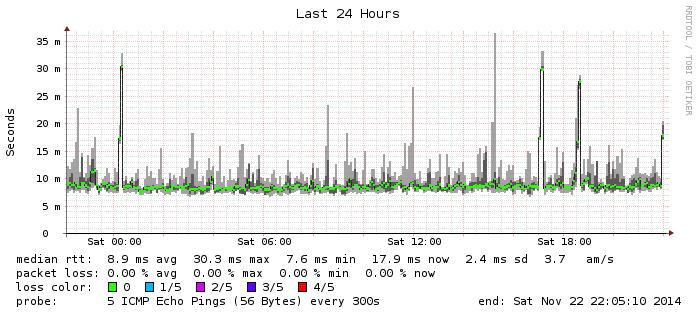 Last 24 Hours
RRDTOOL / TOBI OETIKER
Seconds
35 m
30 m
25 m
20 m
15 m
10 m
5 m
0
Sat 00:00 Sat 06:00 Sat 12:00 Sat 18:00
median rtt: 8.9 ms avg 30.3 ms max 7.6 ms min 17.9 ms now 2.4 ms sd 3.7 am/s
packet loss: 0.00 % avg 0.00 % max 0.00 % min 0.00 % now
loss color: 0 1/5 2/5 3/5 4/5
probe: 5 ICMP Echo Pings (56 Bytes) every 300s end: Sat Nov 22 22:05:10 2014